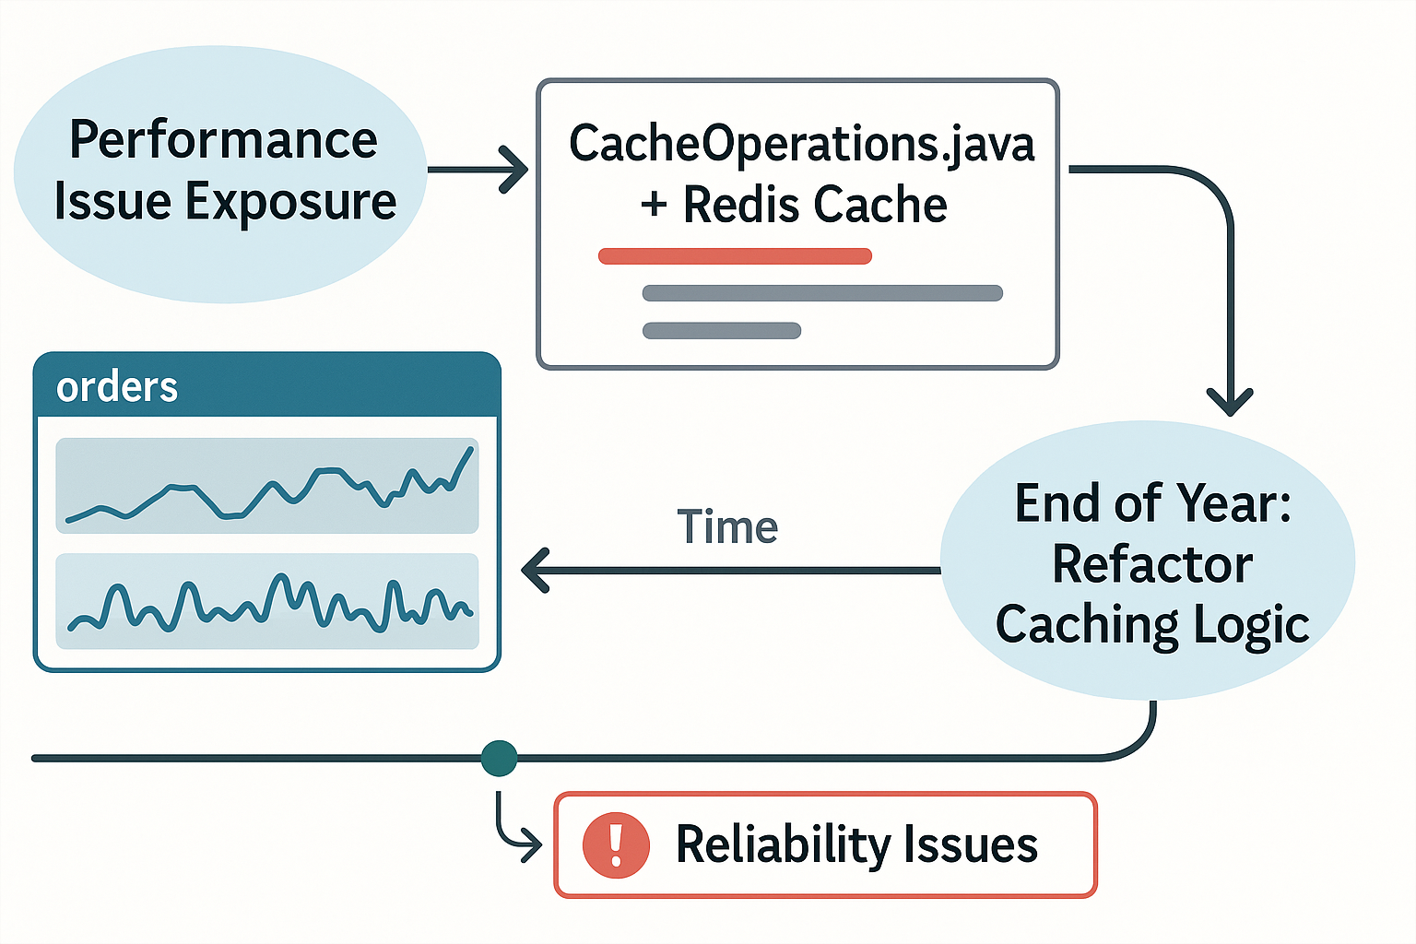 Performance
Issue Exposure
CacheOperations.java
+ Redis Cache
orders
Time
End of Year:
Refactor
Caching Logic
! Reliability Issues